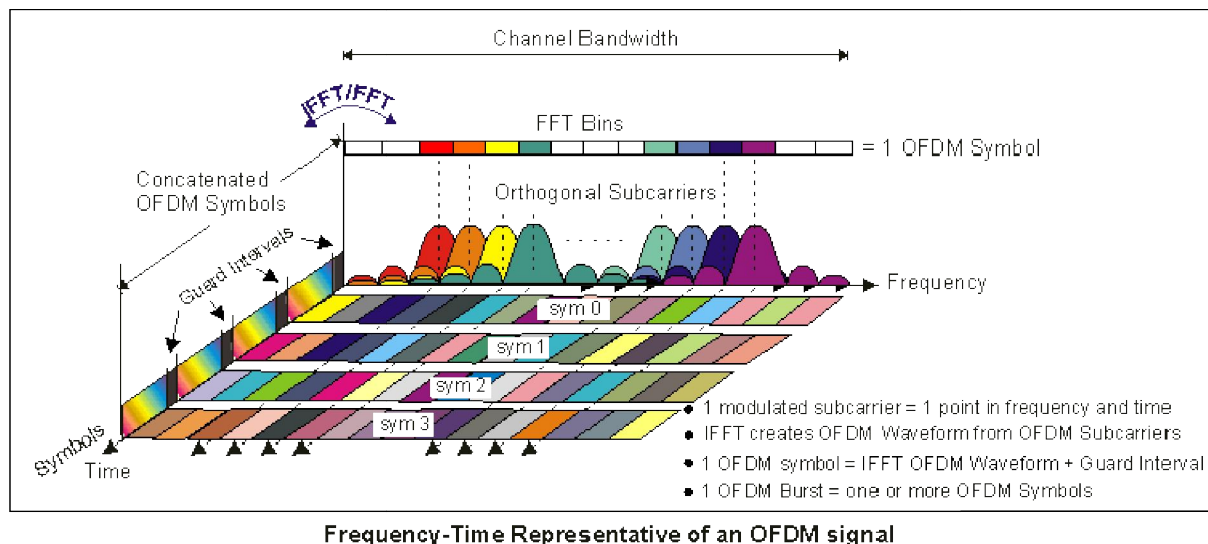 Channel Bandwidth
IFFT/FFT
FFT Bins
= 1 OFDM Symbol
Concatenated
OFDM Symbols
Orthogonal Subcarriers
Guard Intervals
Frequency
sym 0
sym 1
sym 2
sym 3
Symbols
Time
• 1 modulated subcarrier = 1 point in frequency and time
• IFFT creates OFDM Waveform from OFDM Subcarriers
• 1 OFDM symbol = IFFT OFDM Waveform + Guard Interval
• 1 OFDM Burst = one or more OFDM Symbols
Frequency-Time Representative of an OFDM signal